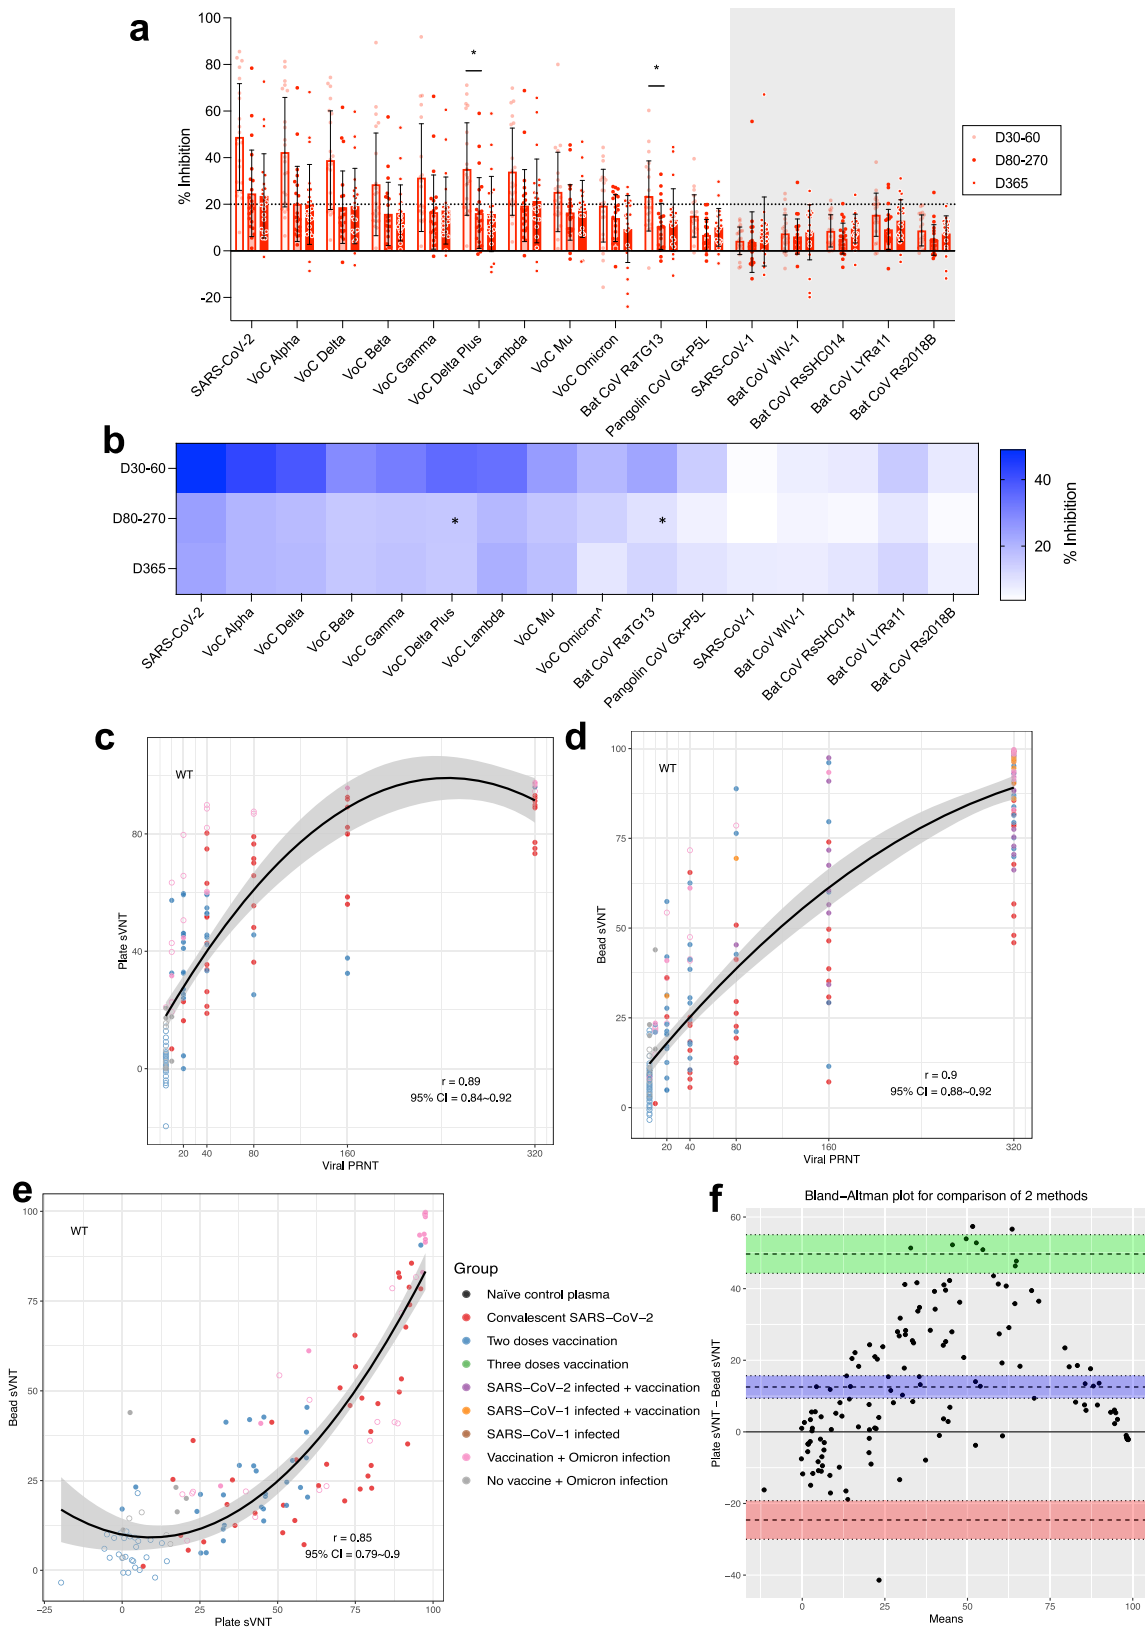 a
100
80
60
40
20
0
-20
% Inhibition
*
*
D30-60
D80-270
D365
SARS-CoV-2
VoC Alpha
VoC Delta
VoC Beta
VoC Gamma
VoC Delta Plus
VoC Lambda
VoC Mu
VoC Omicron
Bat CoV RaTG13
Pangolin CoV Gx-P5L
SARS-CoV-1
Bat CoV WIV-1
Bat CoV RsSHC014
Bat CoV LYRa11
Bat CoV Rs2018B
b
D30-60
D80-270
D365
*
*
40
20
% Inhibition
SARS-CoV-2
VoC Alpha
VoC Delta
VoC Beta
VoC Gamma
VoC Delta Plus
VoC Lambda
VoC Mu
VoC Omicron^
Bat CoV RaTG13
Pangolin CoV Gx-P5L
SARS-CoV-1
Bat CoV WIV-1
Bat CoV RsSHC014
Bat CoV LYRa11
Bat CoV Rs2018B
c
WT
80
40
0
Plate sVNT
r = 0.89
95% CI = 0.84~0.92
20 40 80 160 320
Viral PRNT
d
WT
100
75
50
25
0
Bead sVNT
r = 0.9
95% CI = 0.88~0.92
20 40 80 160 320
Viral PRNT
e
WT
100
75
50
25
0
Bead sVNT
r = 0.85
95% CI = 0.79~0.9
−25 0 25 50 75 100
Plate sVNT
Group
Naïve control plasma
Convalescent SARS−CoV−2
Two doses vaccination
Three doses vaccination
SARS−CoV−2 infected + vaccination
SARS−CoV−1 infected + vaccination
SARS−CoV−1 infected
Vaccination + Omicron infection
No vaccine + Omicron infection
f
Bland−Altman plot for comparison of 2 methods
60
40
20
0
−20
−40
Plate sVNT − Bead sVNT
0 25 50 75 100
Means